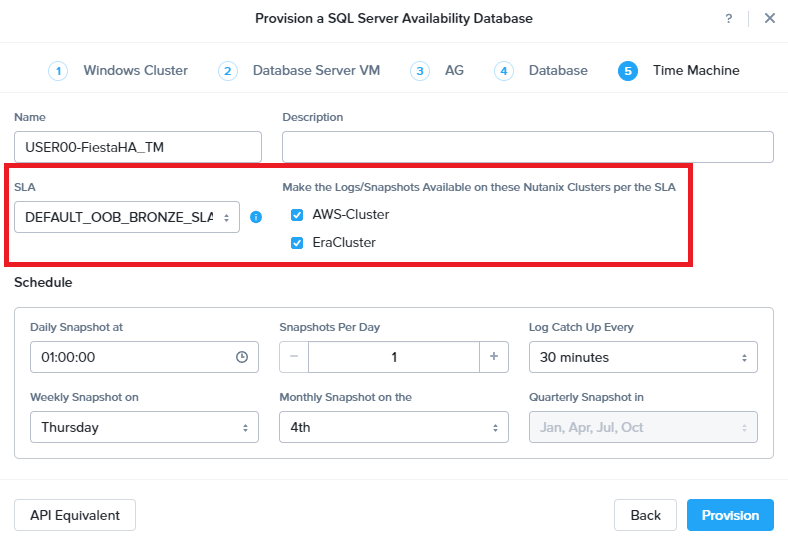 Provision a SQL Server Availability Database
?
1 Windows Cluster 2 Database Server VM 3 AG 4 Database 5 Time Machine
Name Description
USER00-FiestaHA_TM
SLA Make the Logs/Snapshots Available on these Nutanix Clusters per the SLA
DEFAULT_OOB_BRONZE_SLA i AWS-Cluster
EraCluster
Schedule
Daily Snapshot at Snapshots Per Day Log Catch Up Every
01:00:00 − 1 + 30 minutes
Weekly Snapshot on Monthly Snapshot on the Quarterly Snapshot in
Thursday 4th Jan, Apr, Jul, Oct
API Equivalent Back Provision